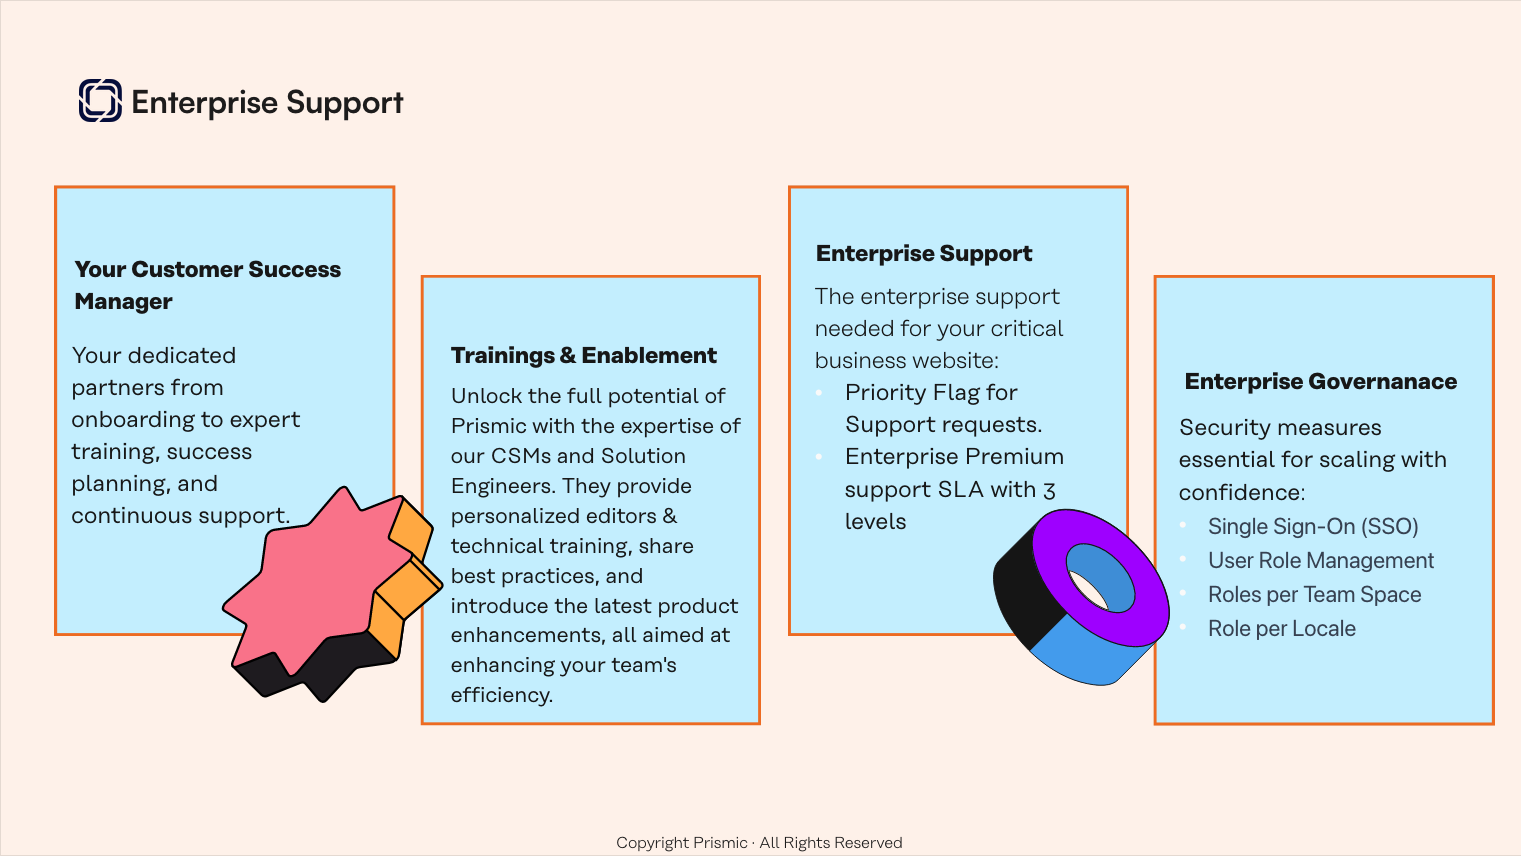 Enterprise Support
Your Customer Success
Manager
Your dedicated
partners from
onboarding to expert
training, success
planning, and
continuous support.
Trainings & Enablement
Unlock the full potential of
Prismic with the expertise of
our CSMs and Solution
Engineers. They provide
personalized editors &
technical training, share
best practices, and
introduce the latest product
enhancements, all aimed at
enhancing your team's
efficiency.
Enterprise Support
The enterprise support
needed for your critical
business website:
• Priority Flag for
Support requests.
• Enterprise Premium
support SLA with 3
levels
Enterprise Governanace
Security measures
essential for scaling with
confidence:
• Single Sign-On (SSO)
• User Role Management
• Roles per Team Space
• Role per Locale
Copyright Prismic · All Rights Reserved